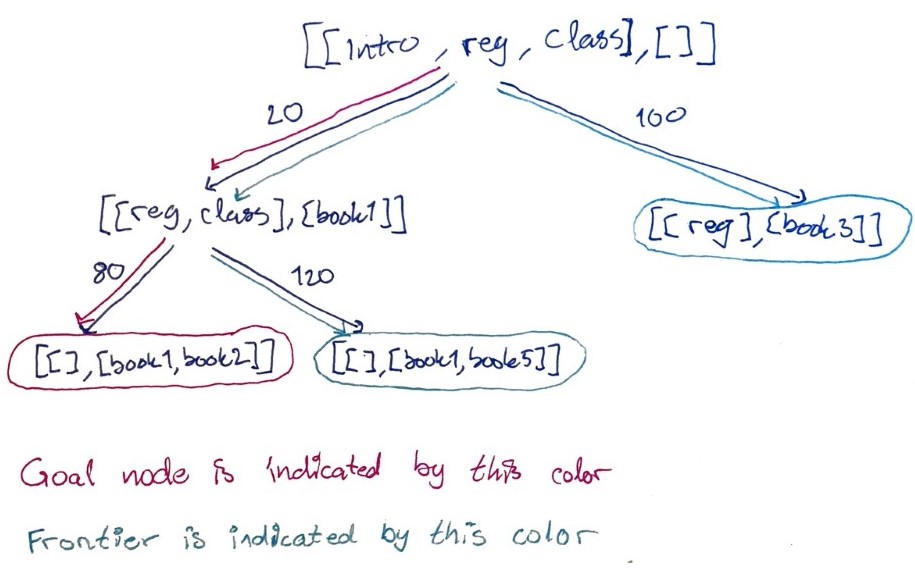 [[intro, reg, class], []]
20
100
[[reg, class], [book1]]
[[reg], [book3]]
80
120
[[], [book1, book2]]
[[], [book1, book5]]
Goal node is indicated by this color
Frontier is indicated by this color